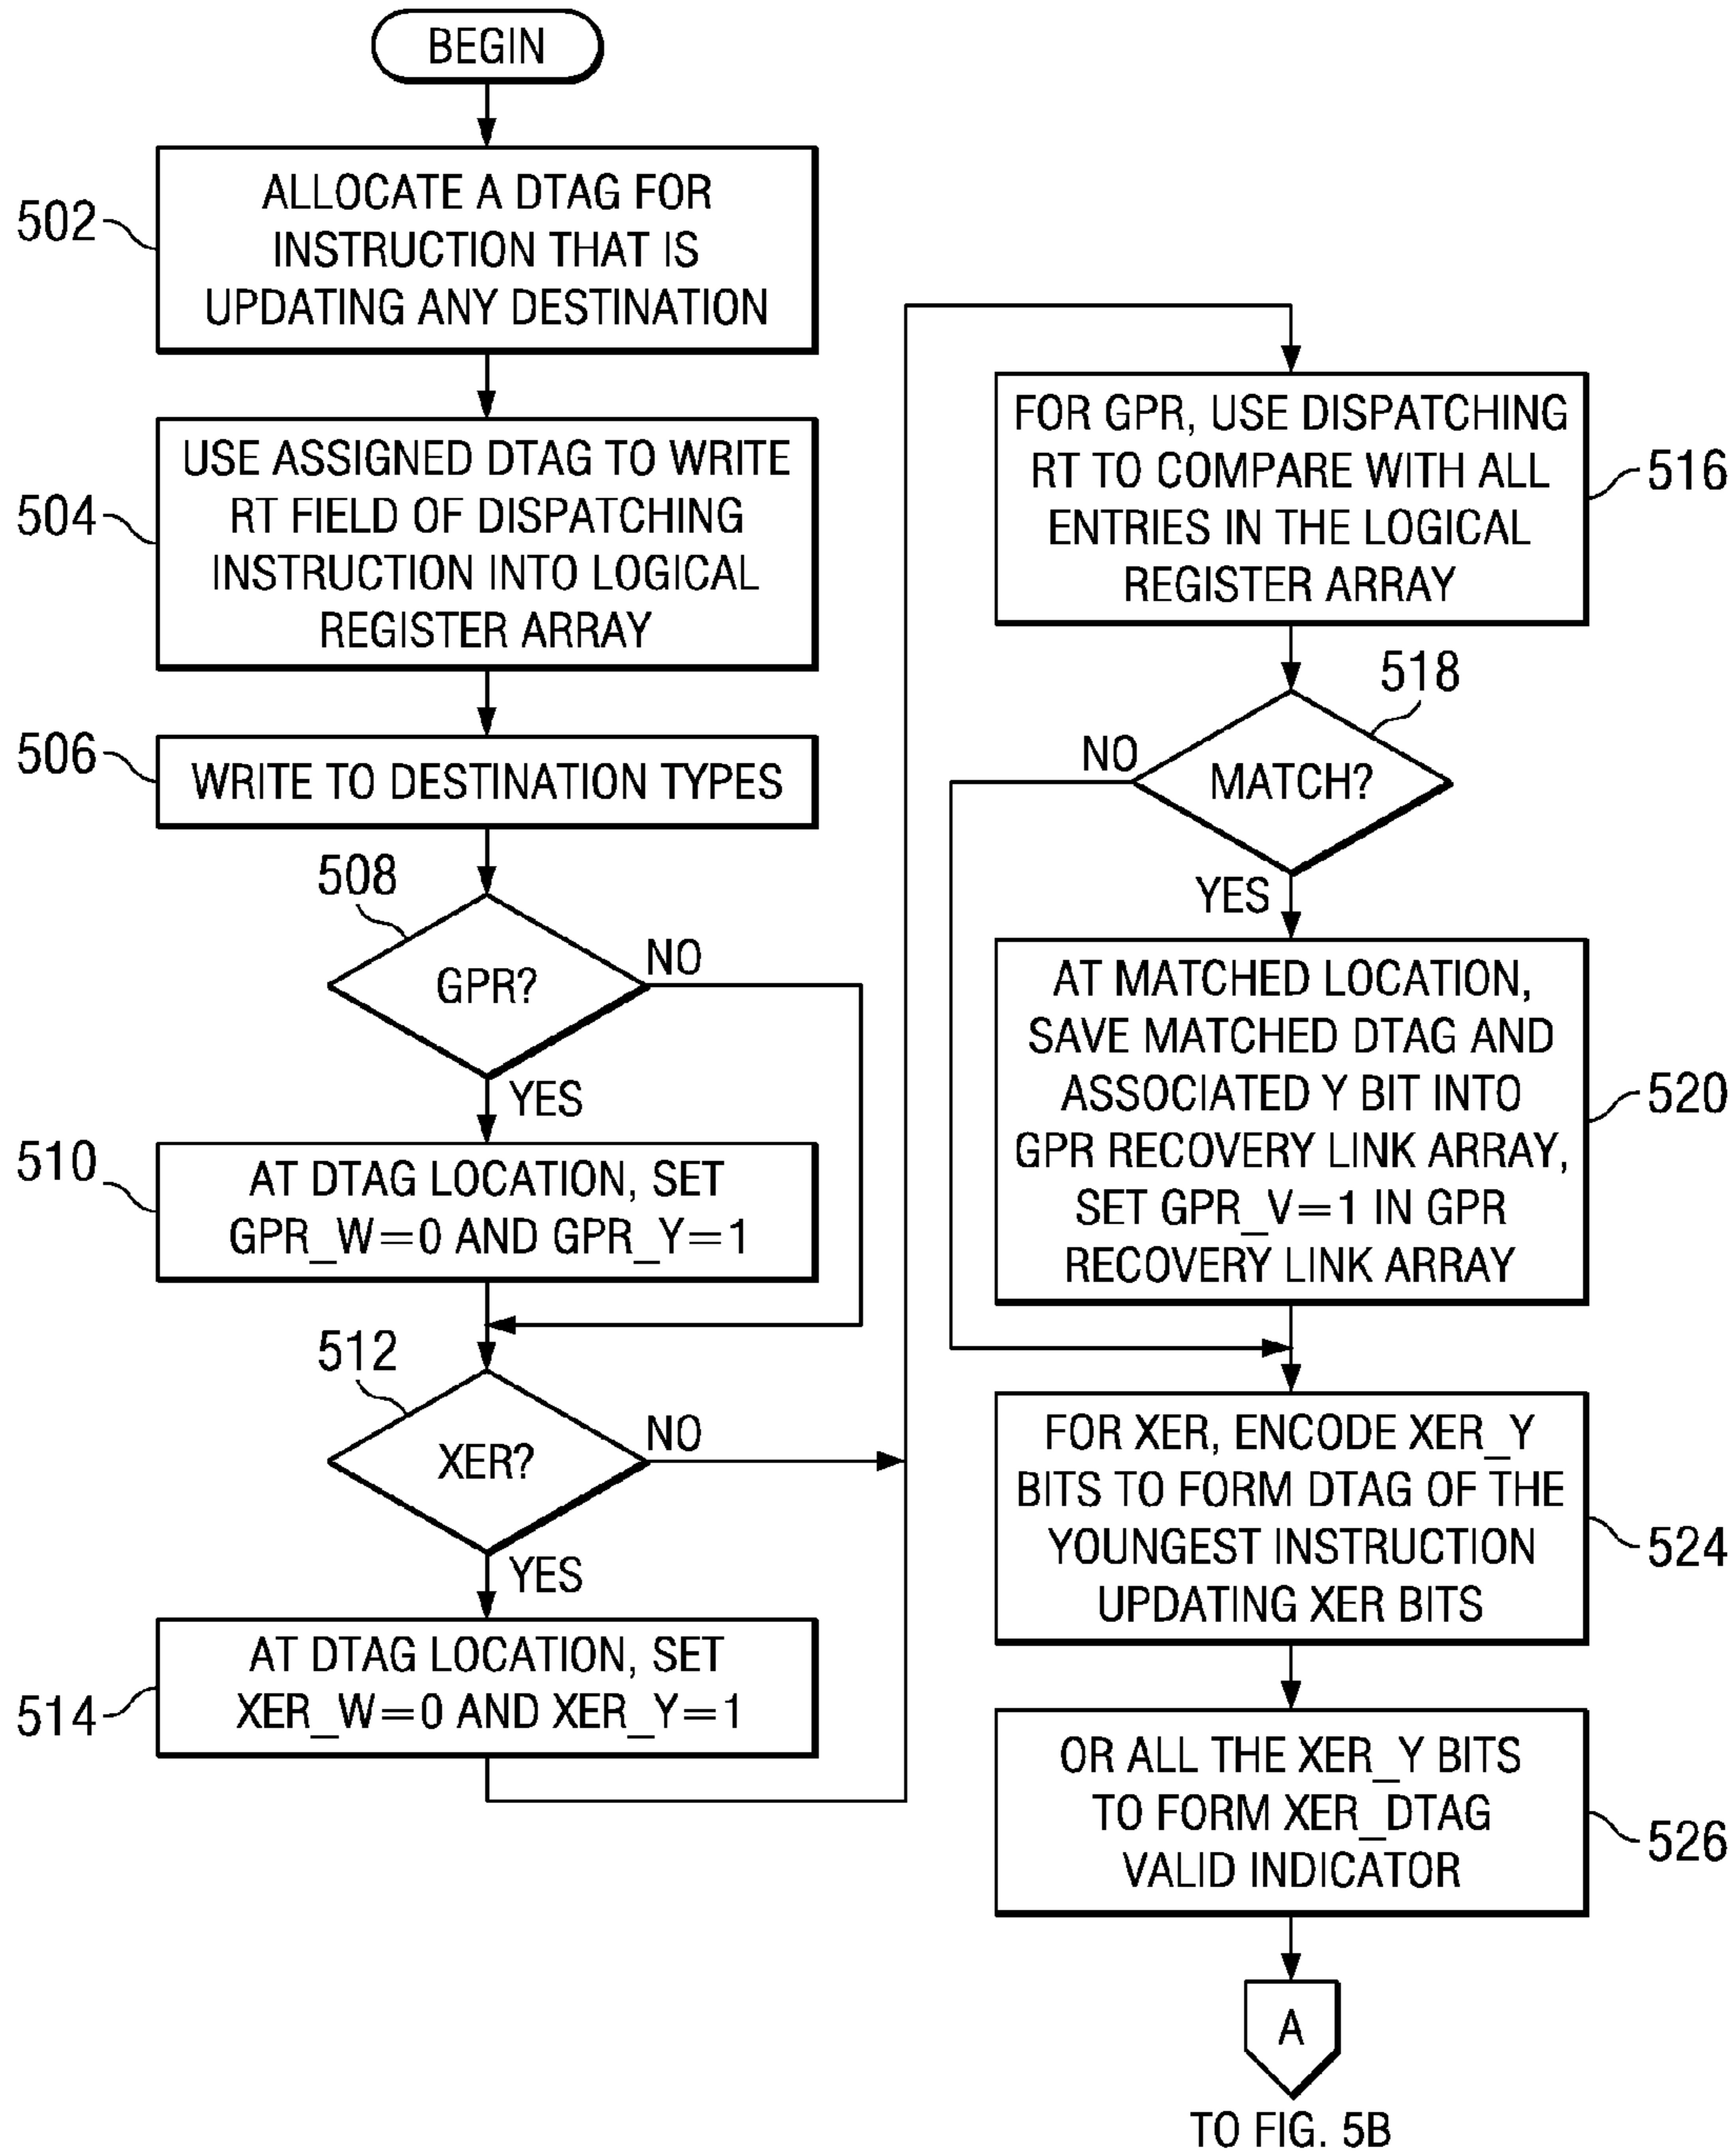 BEGIN
502
ALLOCATE A DTAG FOR
INSTRUCTION THAT IS
UPDATING ANY DESTINATION
504
USE ASSIGNED DTAG TO WRITE
RT FIELD OF DISPATCHING
INSTRUCTION INTO LOGICAL
REGISTER ARRAY
506
WRITE TO DESTINATION TYPES
508
GPR?
NO
YES
510
AT DTAG LOCATION, SET
GPR_W=0 AND GPR_Y=1
512
XER?
NO
YES
514
AT DTAG LOCATION, SET
XER_W=0 AND XER_Y=1
FOR GPR, USE DISPATCHING
RT TO COMPARE WITH ALL
ENTRIES IN THE LOGICAL
REGISTER ARRAY
516
518
MATCH?
NO
YES
AT MATCHED LOCATION,
SAVE MATCHED DTAG AND
ASSOCIATED Y BIT INTO
GPR RECOVERY LINK ARRAY,
SET GPR_V=1 IN GPR
RECOVERY LINK ARRAY
520
FOR XER, ENCODE XER_Y
BITS TO FORM DTAG OF THE
YOUNGEST INSTRUCTION
UPDATING XER BITS
524
OR ALL THE XER_Y BITS
TO FORM XER_DTAG
VALID INDICATOR
526
A
TO FIG. 5B